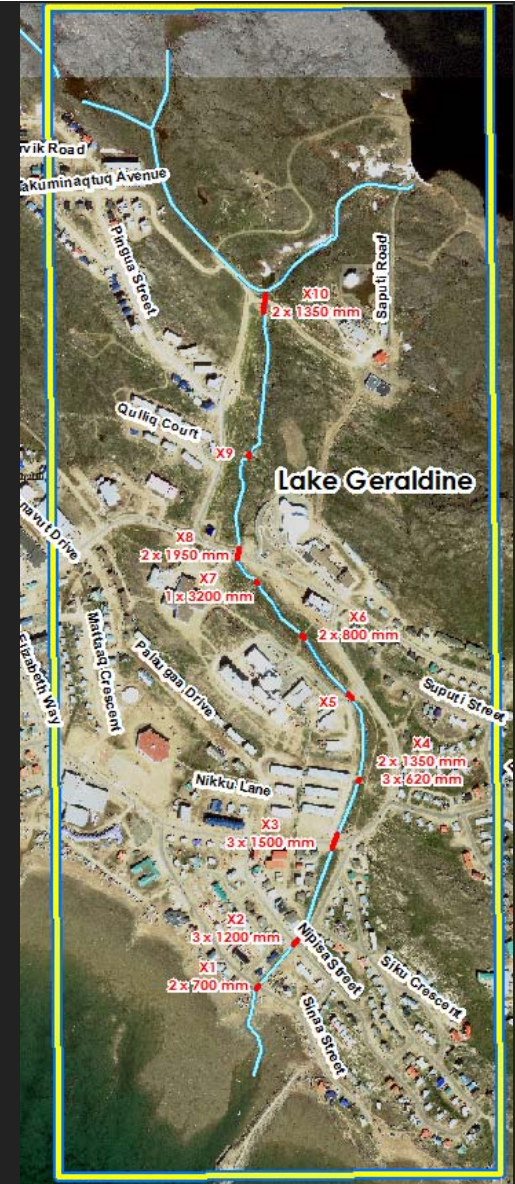 rvik Road
akuminaqtuq Avenue
Pingua Street
Saputi Road
X10
2 x 1350 mm
Qulliq Court
X9
Lake Geraldine
navut Drive
X8
2 x 1950 mm
X7
1 x 3200 mm
Mattaaq Crescent
Elizabeth Way
Palaugaa Drive
X6
2 x 800 mm
X5
Suputi Street
X4
2 x 1350 mm
3 x 620 mm
Nikku Lane
X3
3 x 1500 mm
X2
3 x 1200 mm
Nipisa Street
Siku Crescent
X1
2 x 700 mm
Sinaa Street